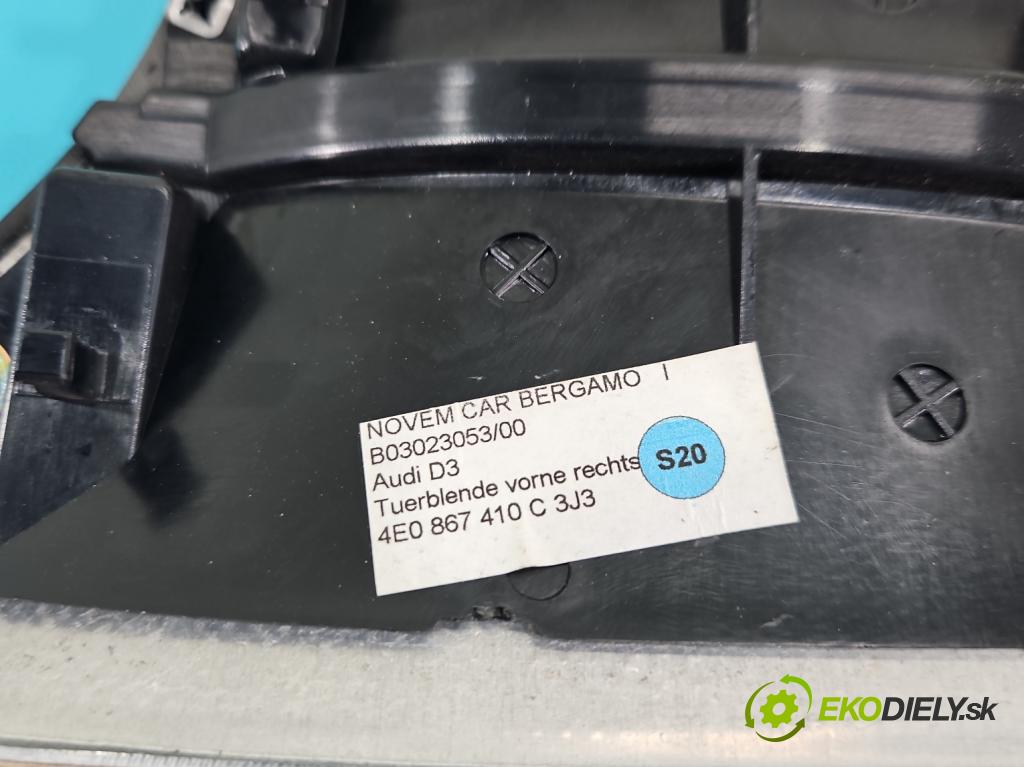 NOVEM CAR BERGAMO I
B03023053/00
Audi D3
Tuerblende vorne rechts
S20
4E0 867 410 C 3J3
EKODIELY.sk